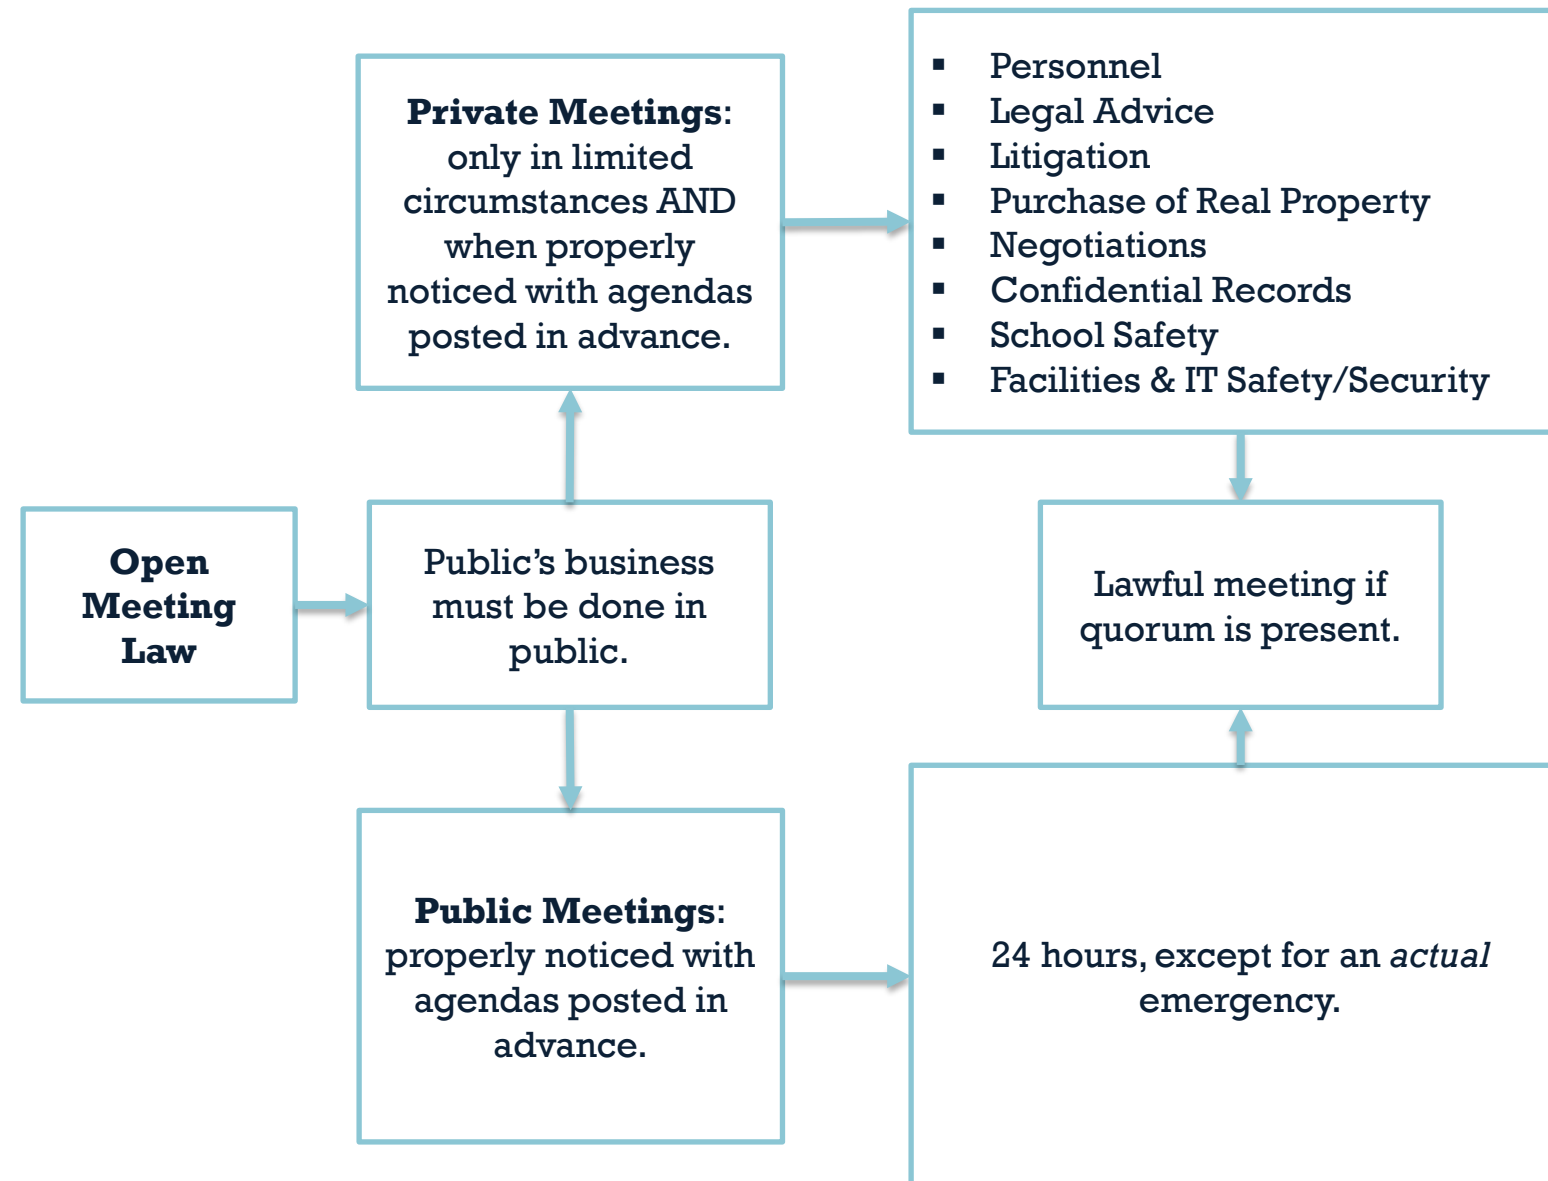 Open
Meeting
Law
Public’s business
must be done in
public.
Private Meetings:
only in limited
circumstances AND
when properly
noticed with agendas
posted in advance.
▪ Personnel
▪ Legal Advice
▪ Litigation
▪ Purchase of Real Property
▪ Negotiations
▪ Confidential Records
▪ School Safety
▪ Facilities & IT Safety/Security
Lawful meeting if
quorum is present.
Public Meetings:
properly noticed with
agendas posted in
advance.
24 hours, except for an actual
emergency.